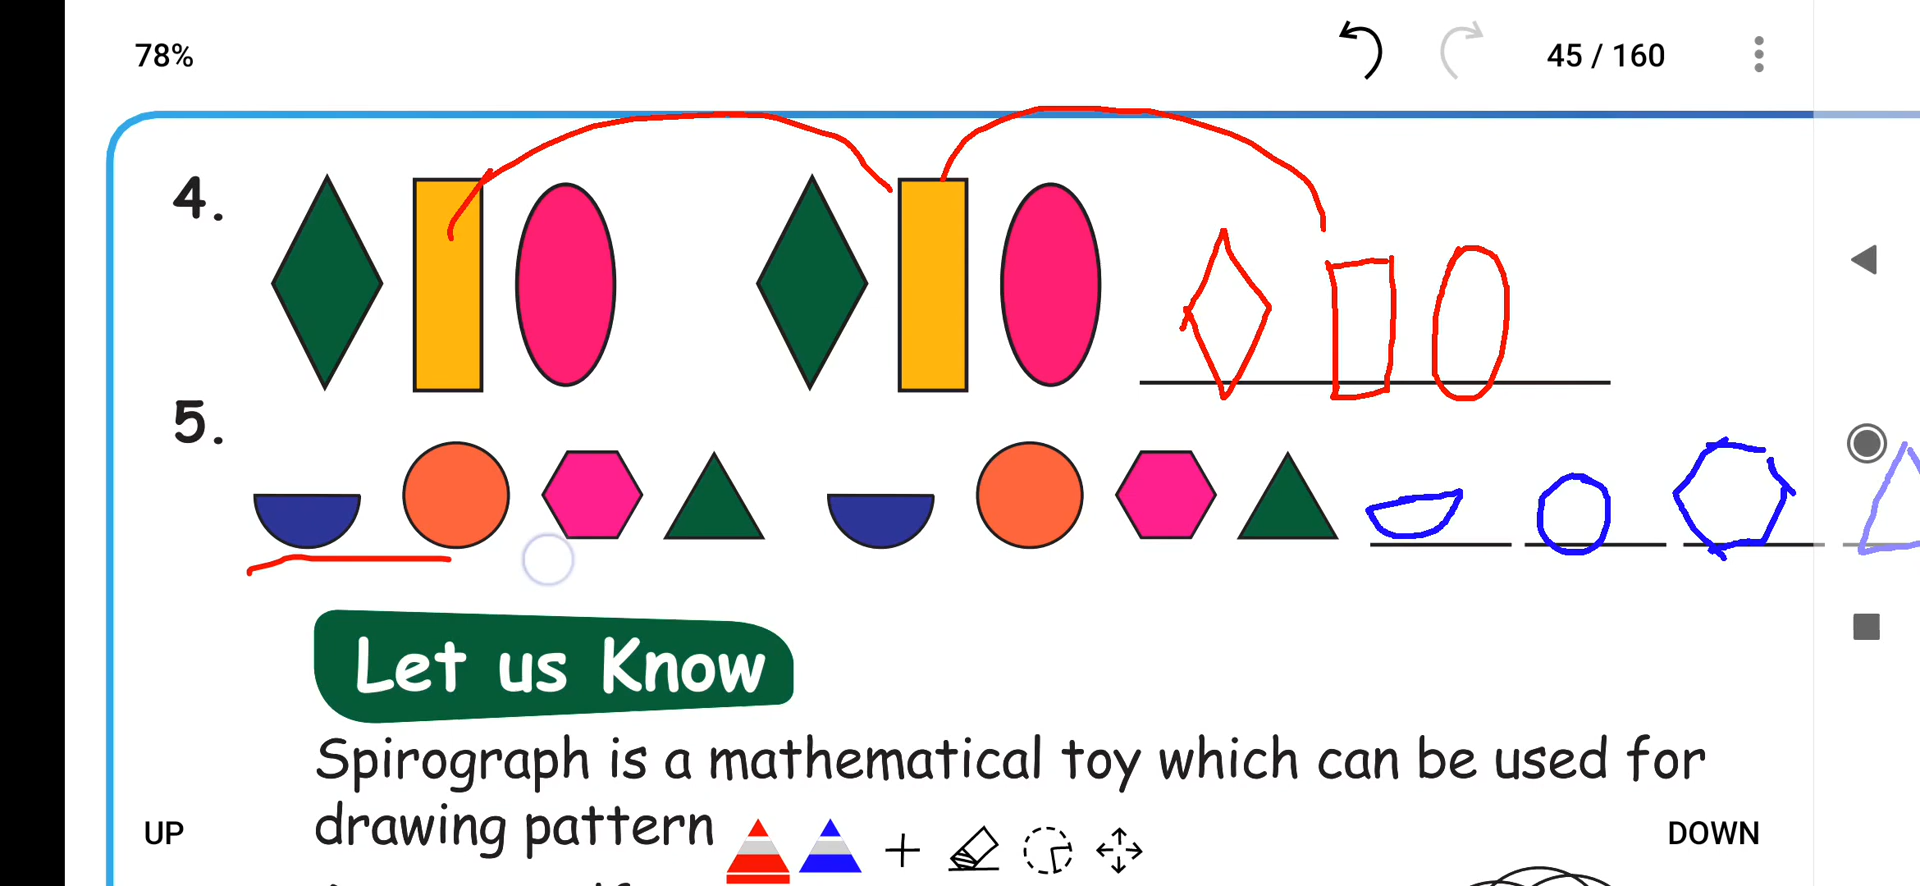 78%
45 / 160
4.
5.
Let us Know
Spirograph is a mathematical toy which can be used for
drawing pattern
UP
DOWN